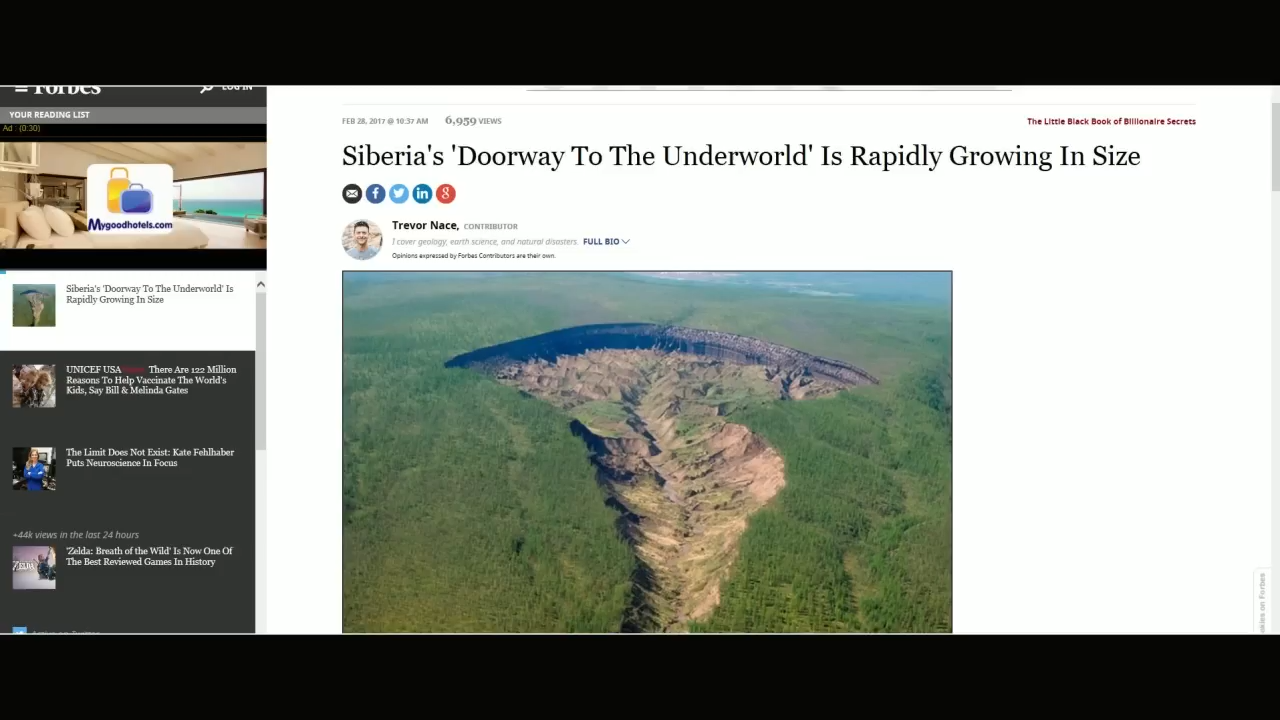 Forbes
LOG IN
YOUR READING LIST
Ad : (0:30)
Mygoodhotels.com
Siberia's 'Doorway To The Underworld' Is
Rapidly Growing In Size
UNICEF USA
There Are 122 Million
Reasons To Help Vaccinate The World's
Kids, Say Bill & Melinda Gates
The Limit Does Not Exist: Kate Fehlhaber
Puts Neuroscience In Focus
+44k views in the last 24 hours
ZELDA
'Zelda: Breath of the Wild' Is Now One Of
The Best Reviewed Games In History
FEB 28, 2017 @ 10:37 AM
6,959 VIEWS
The Little Black Book of Billionaire Secrets
Siberia's 'Doorway To The Underworld' Is Rapidly Growing In Size
Trevor Nace, CONTRIBUTOR
I cover geology, earth science, and natural disasters. FULL BIO
Opinions expressed by Forbes Contributors are their own.
okies on Forbes